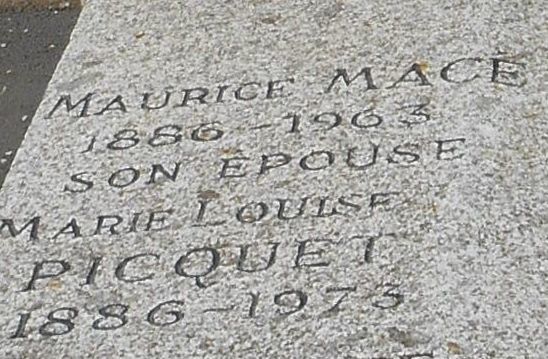 MAURICE MACÉ
1886-1963
SON ÉPOUSE
MARIE LOUISE
PICQUET
1886-1973